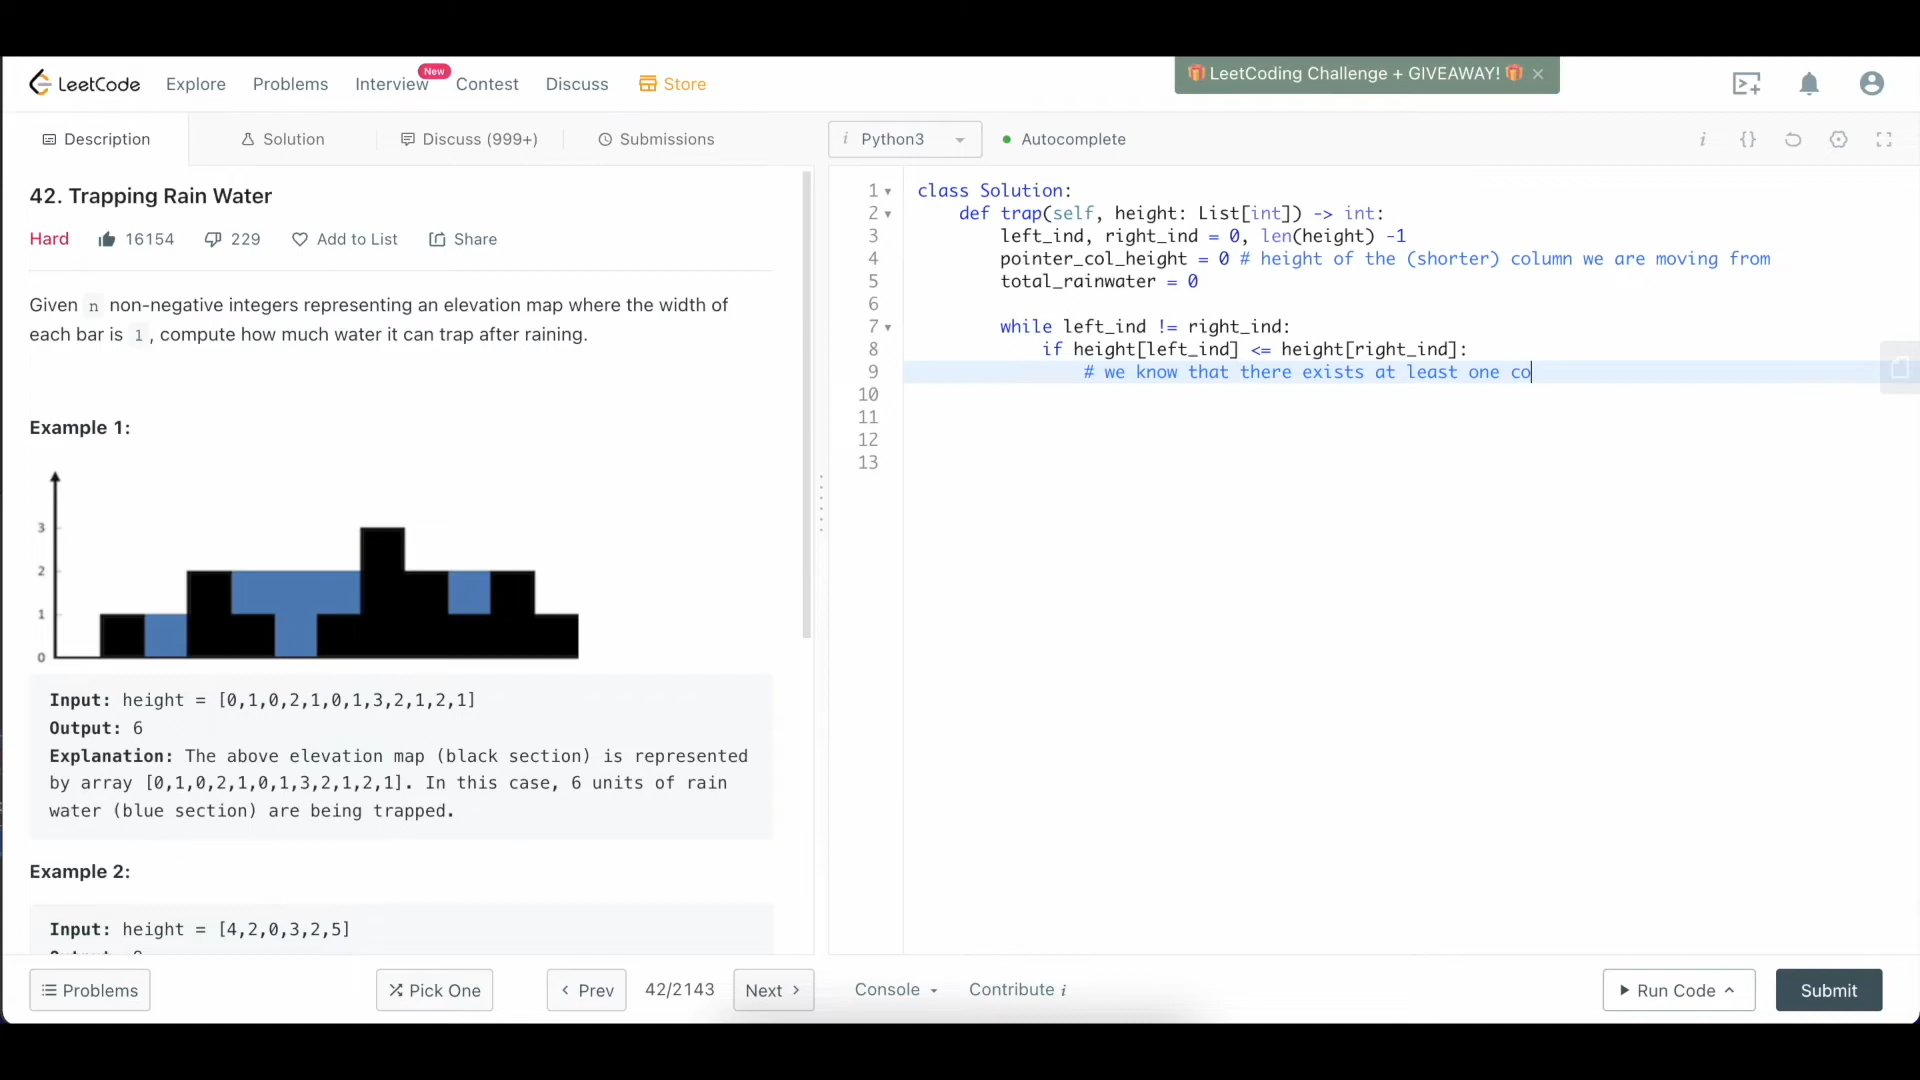 LeetCode
Explore
Problems
Interview
New
Contest
Discuss
Store
🎁 LeetCoding Challenge + GIVEAWAY! 🎁 ×
Description
Solution
Discuss (999+)
Submissions
42. Trapping Rain Water
Hard
16154
229
Add to List
Share
Given n non-negative integers representing an elevation map where the width of
each bar is 1 , compute how much water it can trap after raining.
Example 1:
3
2
1
0
Input: height = [0,1,0,2,1,0,1,3,2,1,2,1]
Output: 6
Explanation: The above elevation map (black section) is represented
by array [0,1,0,2,1,0,1,3,2,1,2,1]. In this case, 6 units of rain
water (blue section) are being trapped.
Example 2:
Input: height = [4,2,0,3,2,5]
Problems
Pick One
Prev
42/2143
Next
i Python3
Autocomplete
i {}
1 class Solution:
2 def trap(self, height: List[int]) -> int:
3 left_ind, right_ind = 0, len(height) -1
4 pointer_col_height = 0 # height of the (shorter) column we are moving from
5 total_rainwater = 0
6
7 while left_ind != right_ind:
8 if height[left_ind] <= height[right_ind]:
9 # we know that there exists at least one co
10
11
12
13
Console
Contribute i
Run Code
Submit